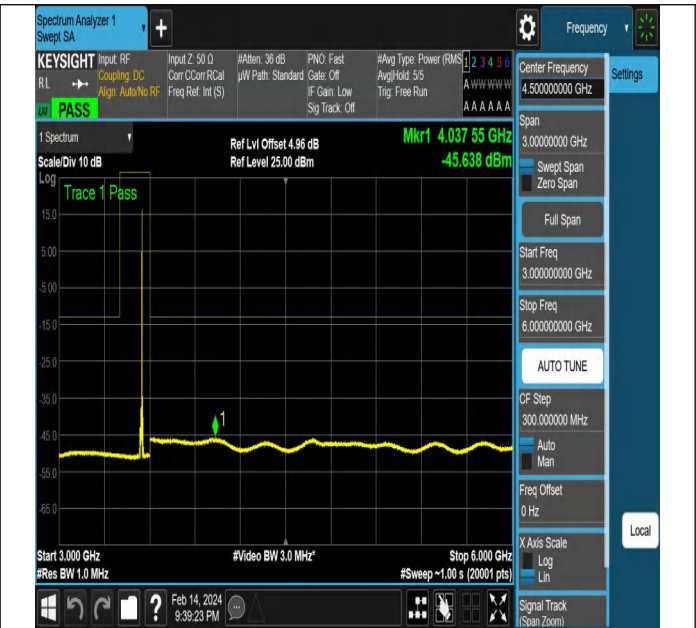 Spectrum Analyzer 1
Swept SA
Frequency
KEYSIGHT
RL
PASS
Input: RF
Coupling: DC
Align: Auto/No RF
Input Z: 50 Ω
Corr CCorr RCal
Freq Ref: Int (S)
#Atten: 36 dB
µW Path: Standard
PNO: Fast
Gate: Off
IF Gain: Low
Sig Track: Off
#Avg Type: Power (RMS
Avg|Hold: 5/5
Trig: Free Run
1 2 3 4 5 6
A W W W W W
A A A A A A
1 Spectrum
Scale/Div 10 dB
Ref Lvl Offset 4.96 dB
Ref Level 25.00 dBm
Mkr1 4.037 55 GHz
-45.638 dBm
Log
Trace 1 Pass
15.0
5.00
-5.00
-15.0
-25.0
-35.0
-45.0
-55.0
-65.0
1
Start 3.000 GHz
#Res BW 1.0 MHz
#Video BW 3.0 MHz*
Stop 6.000 GHz
#Sweep ~1.00 s (20001 pts)
Feb 14, 2024
9:39:23 PM
Center Frequency
4.500000000 GHz
Span
3.00000000 GHz
Swept Span
Zero Span
Full Span
Start Freq
3.000000000 GHz
Stop Freq
6.000000000 GHz
AUTO TUNE
CF Step
300.000000 MHz
Auto
Man
Freq Offset
0 Hz
X Axis Scale
Log
Lin
Signal Track
(Span Zoom)
Settings
Local